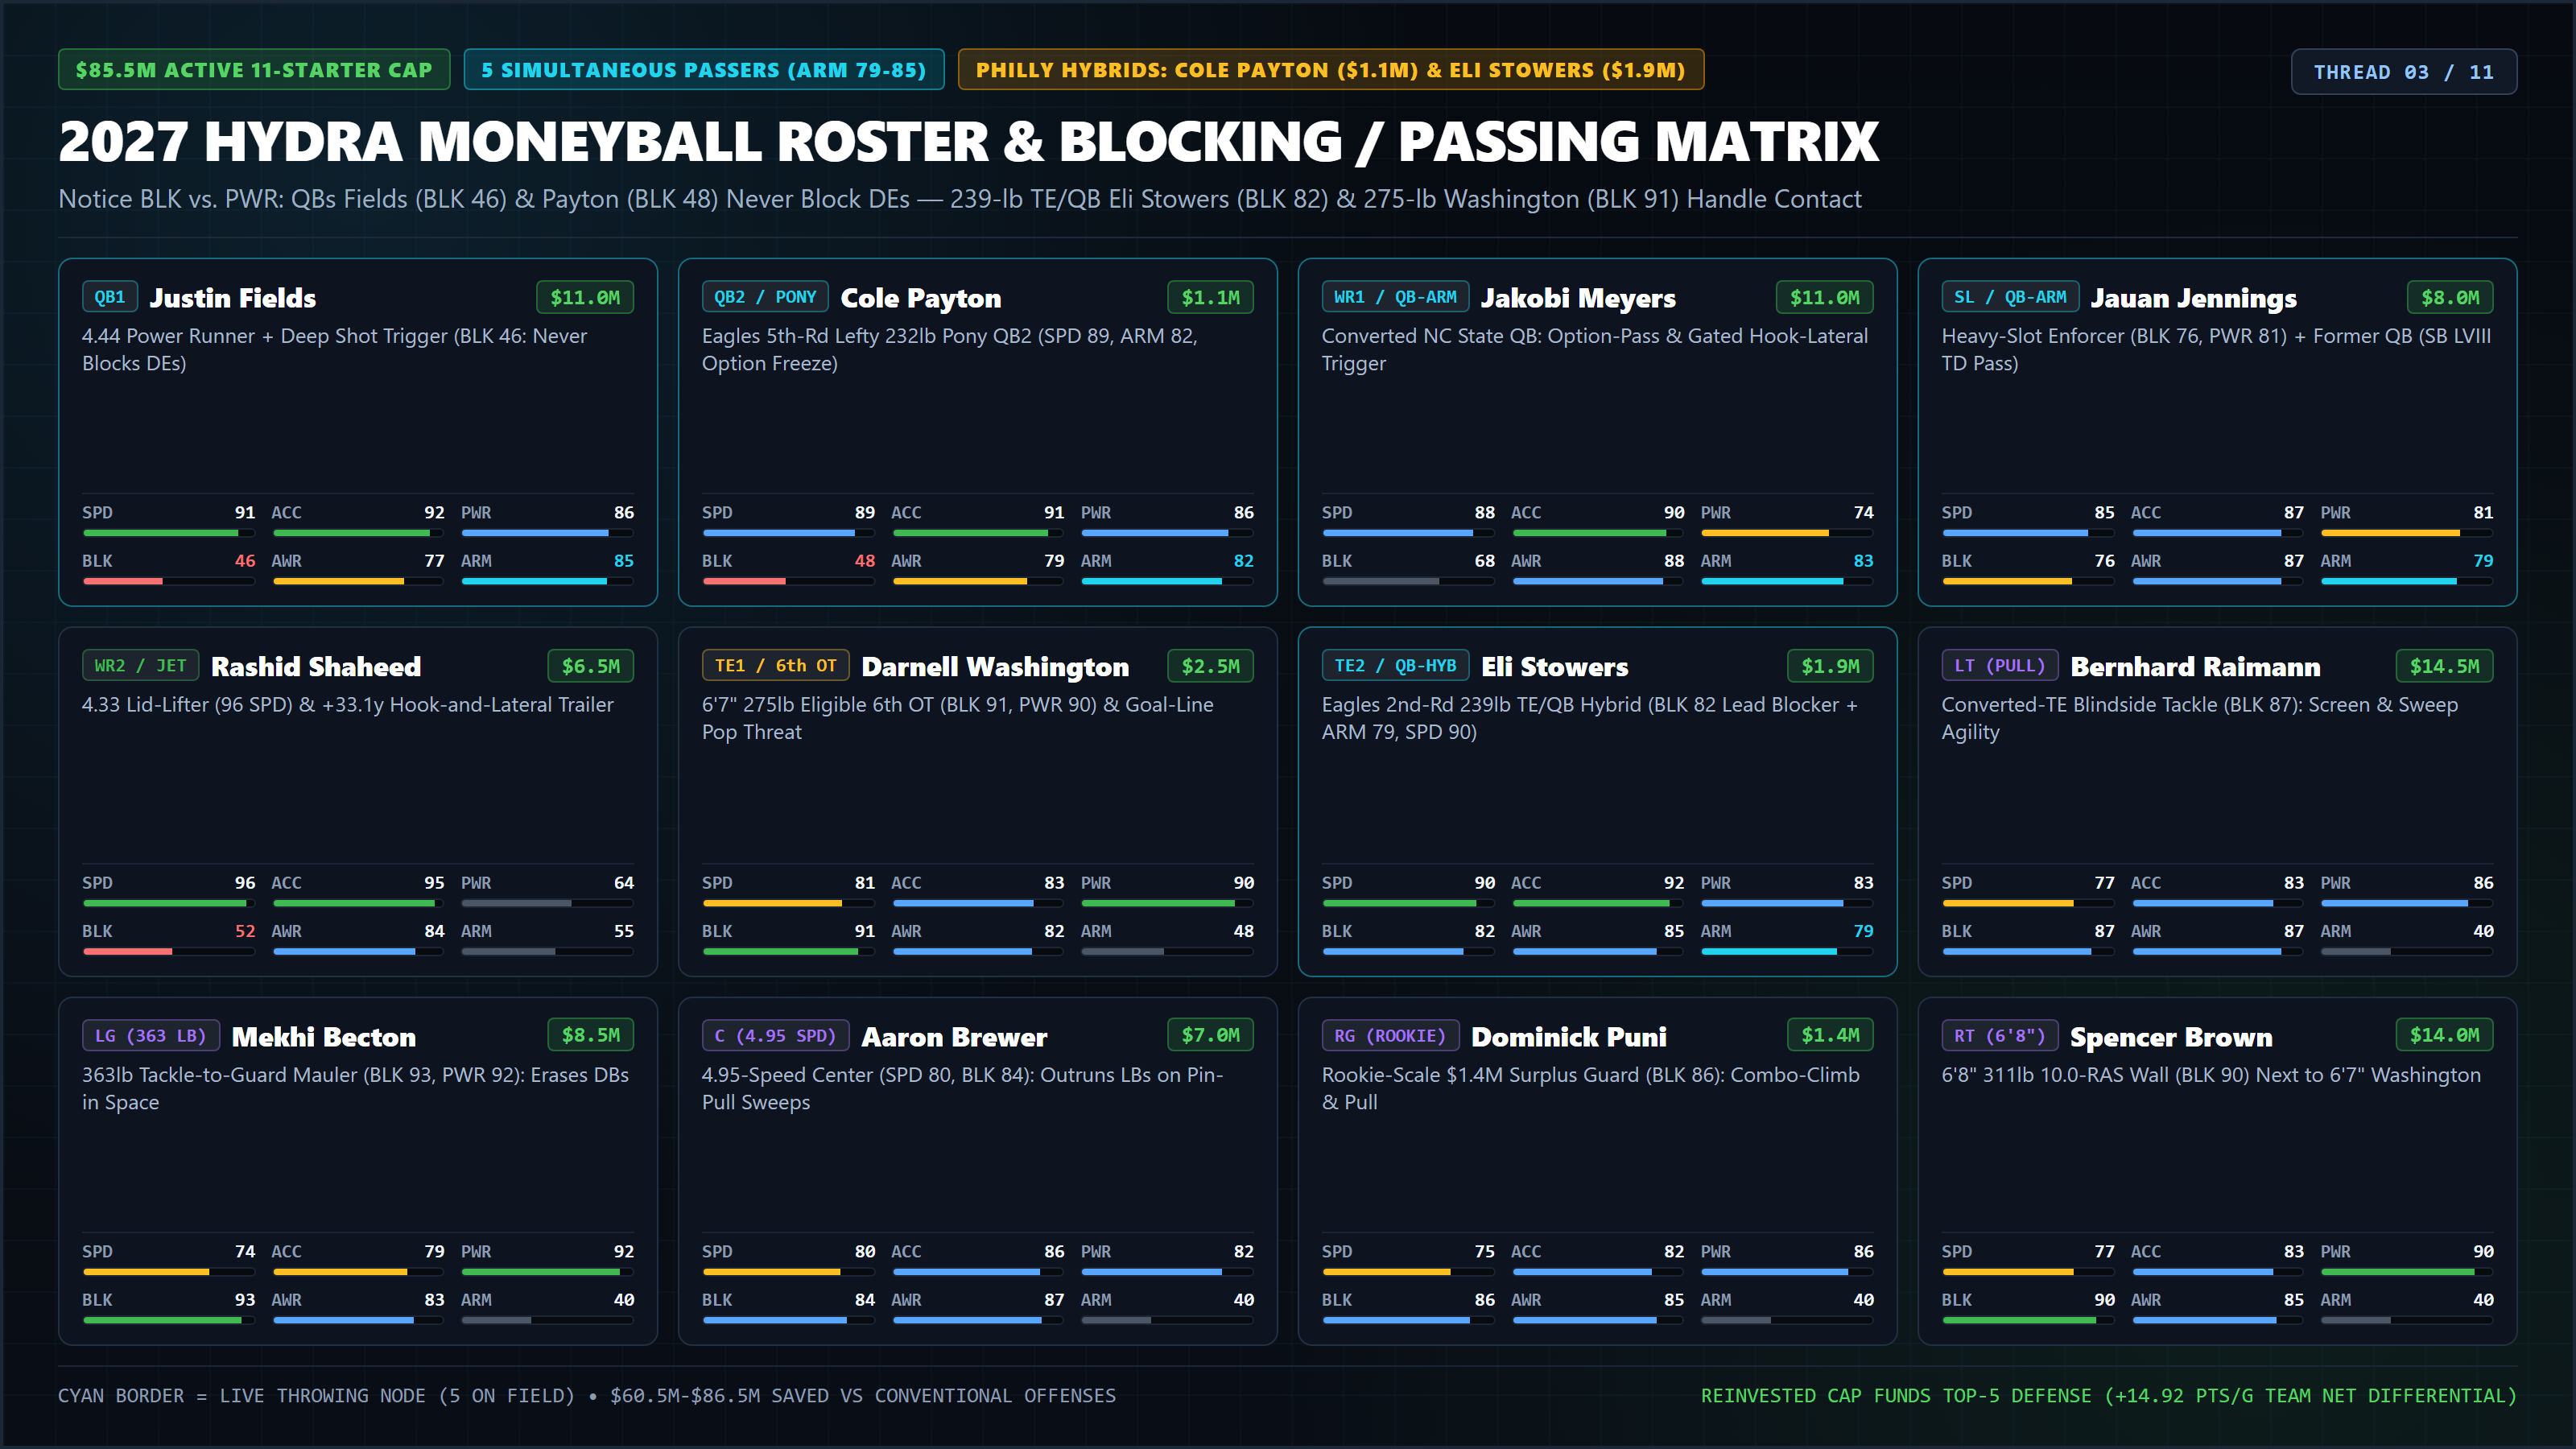 $85.5M ACTIVE 11-STARTER CAP
5 SIMULTANEOUS PASSERS (ARM 79-85)
PHILLY HYBRIDS: COLE PAYTON ($1.1M) & ELI STOWERS ($1.9M)
THREAD 03 / 11
2027 HYDRA MONEYBALL ROSTER & BLOCKING / PASSING MATRIX
Notice BLK vs. PWR: QBs Fields (BLK 46) & Payton (BLK 48) Never Block DEs — 239-lb TE/QB Eli Stowers (BLK 82) & 275-lb Washington (BLK 91) Handle Contact
QB1 Justin Fields $11.0M
4.44 Power Runner + Deep Shot Trigger (BLK 46: Never
Blocks DEs)
SPD 91 ACC 92 PWR 86
BLK 46 AWR 77 ARM 85
QB2 / PONY Cole Payton $1.1M
Eagles 5th-Rd Lefty 232lb Pony QB2 (SPD 89, ARM 82,
Option Freeze)
SPD 89 ACC 91 PWR 86
BLK 48 AWR 79 ARM 82
WR1 / QB-ARM Jakobi Meyers $11.0M
Converted NC State QB: Option-Pass & Gated Hook-Lateral
Trigger
SPD 88 ACC 90 PWR 74
BLK 68 AWR 88 ARM 83
SL / QB-ARM Jauan Jennings $8.0M
Heavy-Slot Enforcer (BLK 76, PWR 81) + Former QB (SB LVIII
TD Pass)
SPD 85 ACC 87 PWR 81
BLK 76 AWR 87 ARM 79
WR2 / JET Rashid Shaheed $6.5M
4.33 Lid-Lifter (96 SPD) & +33.1y Hook-and-Lateral Trailer
SPD 96 ACC 95 PWR 64
BLK 52 AWR 84 ARM 55
TE1 / 6th OT Darnell Washington $2.5M
6'7" 275lb Eligible 6th OT (BLK 91, PWR 90) & Goal-Line
Pop Threat
SPD 81 ACC 83 PWR 90
BLK 91 AWR 82 ARM 48
TE2 / QB-HYB Eli Stowers $1.9M
Eagles 2nd-Rd 239lb TE/QB Hybrid (BLK 82 Lead Blocker +
ARM 79, SPD 90)
SPD 90 ACC 92 PWR 83
BLK 82 AWR 85 ARM 79
LT (PULL) Bernhard Raimann $14.5M
Converted-TE Blindside Tackle (BLK 87): Screen & Sweep
Agility
SPD 77 ACC 83 PWR 86
BLK 87 AWR 87 ARM 40
LG (363 LB) Mekhi Becton $8.5M
363lb Tackle-to-Guard Mauler (BLK 93, PWR 92): Erases DBs
in Space
SPD 74 ACC 79 PWR 92
BLK 93 AWR 83 ARM 40
C (4.95 SPD) Aaron Brewer $7.0M
4.95-Speed Center (SPD 80, BLK 84): Outruns LBs on Pin-
Pull Sweeps
SPD 80 ACC 86 PWR 82
BLK 84 AWR 87 ARM 40
RG (ROOKIE) Dominick Puni $1.4M
Rookie-Scale $1.4M Surplus Guard (BLK 86): Combo-Climb
& Pull
SPD 75 ACC 82 PWR 86
BLK 86 AWR 85 ARM 40
RT (6'8") Spencer Brown $14.0M
6'8" 311lb 10.0-RAS Wall (BLK 90) Next to 6'7" Washington
SPD 77 ACC 83 PWR 90
BLK 90 AWR 85 ARM 40
CYAN BORDER = LIVE THROWING NODE (5 ON FIELD) • $60.5M-$86.5M SAVED VS CONVENTIONAL OFFENSES
REINVESTED CAP FUNDS TOP-5 DEFENSE (+14.92 PTS/G TEAM NET DIFFERENTIAL)